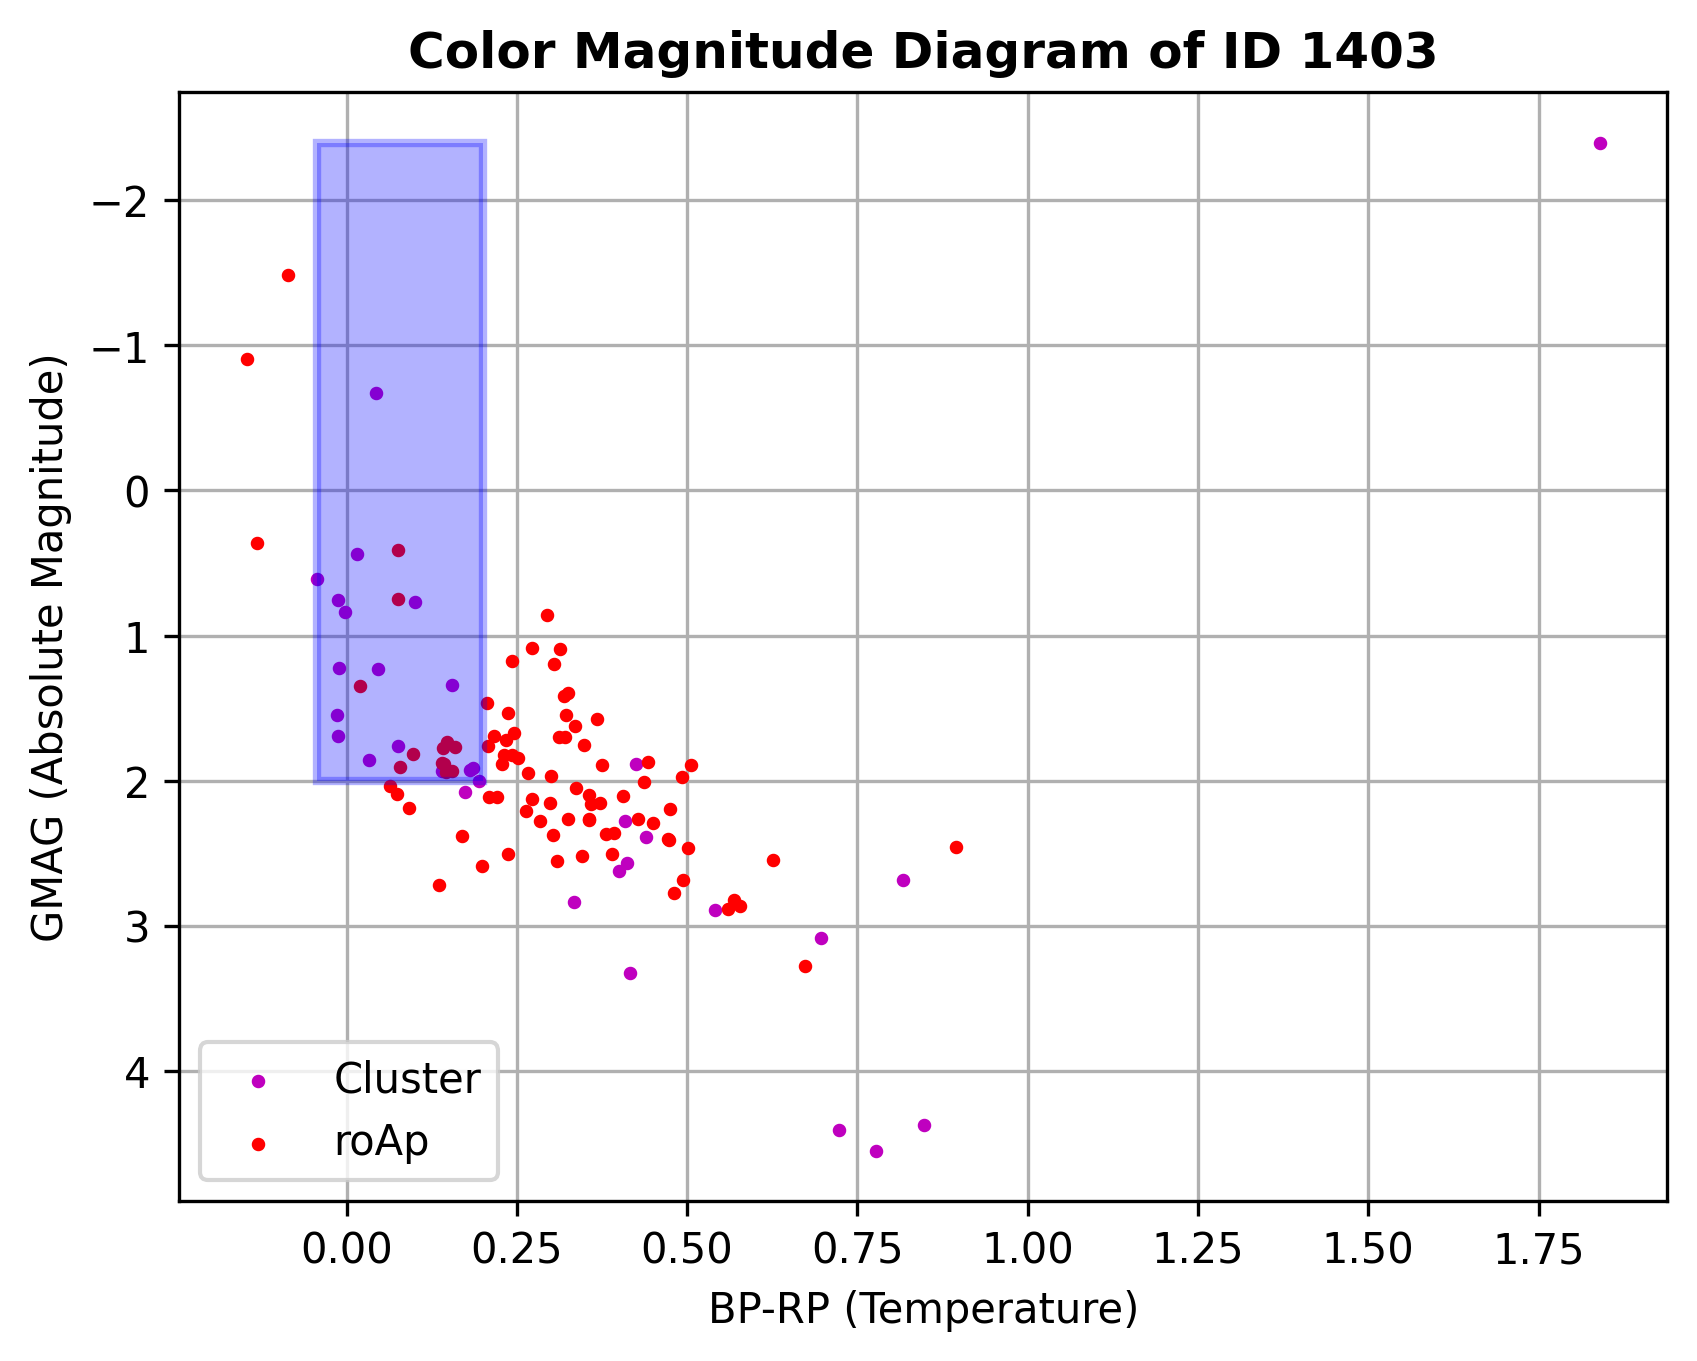 Color Magnitude Diagram of ID 1403
GMAG (Absolute Magnitude)
−2
−1
0
1
2
3
4
Cluster
roAp
0.00 0.25 0.50 0.75 1.00 1.25 1.50 1.75
BP-RP (Temperature)